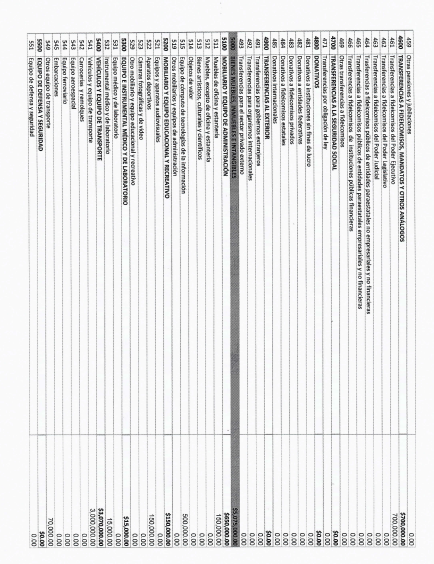 459 Otras pensiones y jubilaciones 0.00
4600 TRANSFERENCIAS A FIDEICOMISOS, MANDATOS Y OTROS ANÁLOGOS $700,000.00
461 Transferencias a fideicomisos del Poder Ejecutivo 700,000.00
462 Transferencias a fideicomisos del Poder Legislativo 0.00
463 Transferencias a fideicomisos del Poder Judicial 0.00
464 Transferencias a fideicomisos públicos de entidades paraestatales no empresariales y no financieras 0.00
465 Transferencias a fideicomisos públicos de entidades paraestatales empresariales y no financieras 0.00
466 Transferencias a fideicomisos de instituciones públicas financieras 0.00
469 Otras transferencias a fideicomisos 0.00
4700 TRANSFERENCIAS A LA SEGURIDAD SOCIAL $0.00
471 Transferencias por obligación de ley 0.00
4800 DONATIVOS $0.00
481 Donativos a instituciones sin fines de lucro 0.00
482 Donativos a entidades federativas 0.00
483 Donativos a fideicomisos privados 0.00
484 Donativos a fideicomisos estatales 0.00
485 Donativos internacionales 0.00
4900 TRANSFERENCIAS AL EXTERIOR $0.00
491 Transferencias para gobiernos extranjeros 0.00
492 Transferencias para organismos internacionales 0.00
493 Transferencias para el sector privado externo 0.00
5000 BIENES MUEBLES, INMUEBLES E INTANGIBLES
5100 MOBILIARIO Y EQUIPO DE ADMINISTRACIÓN $650,000.00
511 Muebles de oficina y estantería 150,000.00
512 Muebles, excepto de oficina y estantería 0.00
513 Bienes artísticos, culturales y científicos 0.00
514 Objetos de valor 0.00
515 Equipo de cómputo de tecnologías de la información 500,000.00
519 Otros mobiliarios y equipos de administración 0.00
5200 MOBILIARIO Y EQUIPO EDUCACIONAL Y RECREATIVO $150,000.00
521 Equipos y aparatos audiovisuales 0.00
522 Aparatos deportivos 150,000.00
523 Cámaras fotográficas y de video 0.00
529 Otro mobiliario y equipo educacional y recreativo 0.00
5300 EQUIPO E INSTRUMENTAL MÉDICO Y DE LABORATORIO $15,000.00
531 Equipo médico y de laboratorio 0.00
532 Instrumental médico y de laboratorio 15,000.00
5400 VEHÍCULOS Y EQUIPO DE TRANSPORTE $3,070,000.00
541 Vehículos y equipo de transporte 3,000,000.00
542 Carrocerías y remolques 0.00
543 Equipo aeroespacial 0.00
544 Equipo ferroviario 0.00
545 Embarcaciones 0.00
549 Otros equipos de transporte 70,000.00
5500 EQUIPO DE DEFENSA Y SEGURIDAD $0.00
551 Equipo de defensa y seguridad 0.00